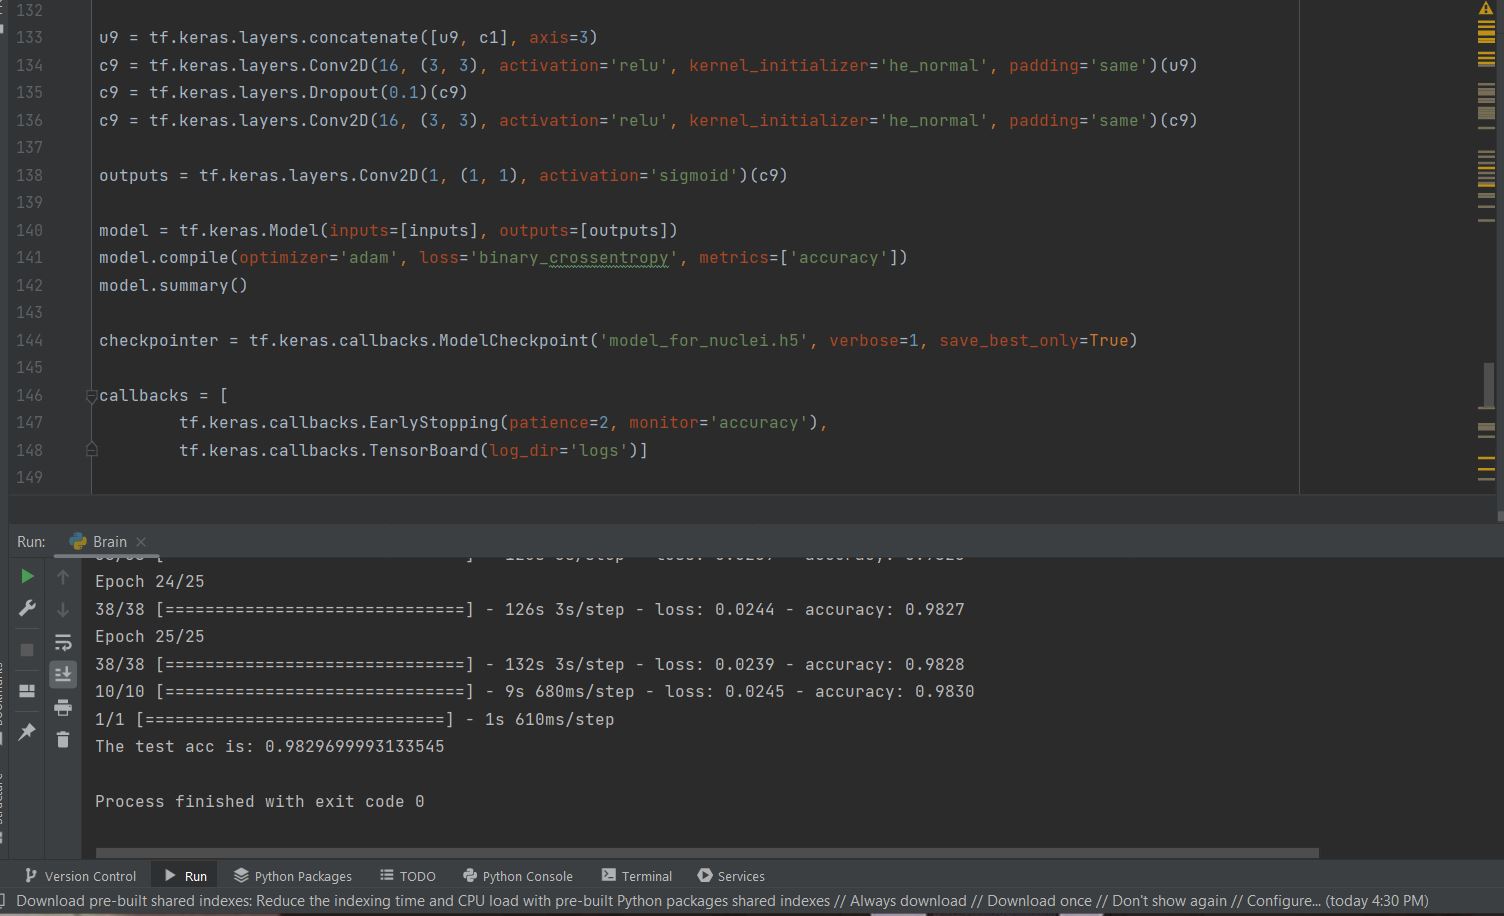 132
133 u9 = tf.keras.layers.concatenate([u9, c1], axis=3)
134 c9 = tf.keras.layers.Conv2D(16, (3, 3), activation='relu', kernel_initializer='he_normal', padding='same')(u9)
135 c9 = tf.keras.layers.Dropout(0.1)(c9)
136 c9 = tf.keras.layers.Conv2D(16, (3, 3), activation='relu', kernel_initializer='he_normal', padding='same')(c9)
137
138 outputs = tf.keras.layers.Conv2D(1, (1, 1), activation='sigmoid')(c9)
139
140 model = tf.keras.Model(inputs=[inputs], outputs=[outputs])
141 model.compile(optimizer='adam', loss='binary_crossentropy', metrics=['accuracy'])
142 model.summary()
143
144 checkpointer = tf.keras.callbacks.ModelCheckpoint('model_for_nuclei.h5', verbose=1, save_best_only=True)
145
146 callbacks = [
147 tf.keras.callbacks.EarlyStopping(patience=2, monitor='accuracy'),
148 tf.keras.callbacks.TensorBoard(log_dir='logs')]
149
Run: Brain
Epoch 24/25
38/38 [==============================] - 126s 3s/step - loss: 0.0244 - accuracy: 0.9827
Epoch 25/25
38/38 [==============================] - 132s 3s/step - loss: 0.0239 - accuracy: 0.9828
10/10 [==============================] - 9s 680ms/step - loss: 0.0245 - accuracy: 0.9830
1/1 [==============================] - 1s 610ms/step
The test acc is: 0.9829699993133545
Process finished with exit code 0
Version Control Run Python Packages TODO Python Console Terminal Services
Download pre-built shared indexes: Reduce the indexing time and CPU load with pre-built Python packages shared indexes // Always download // Download once // Don't show again // Configure... (today 4:30 PM)